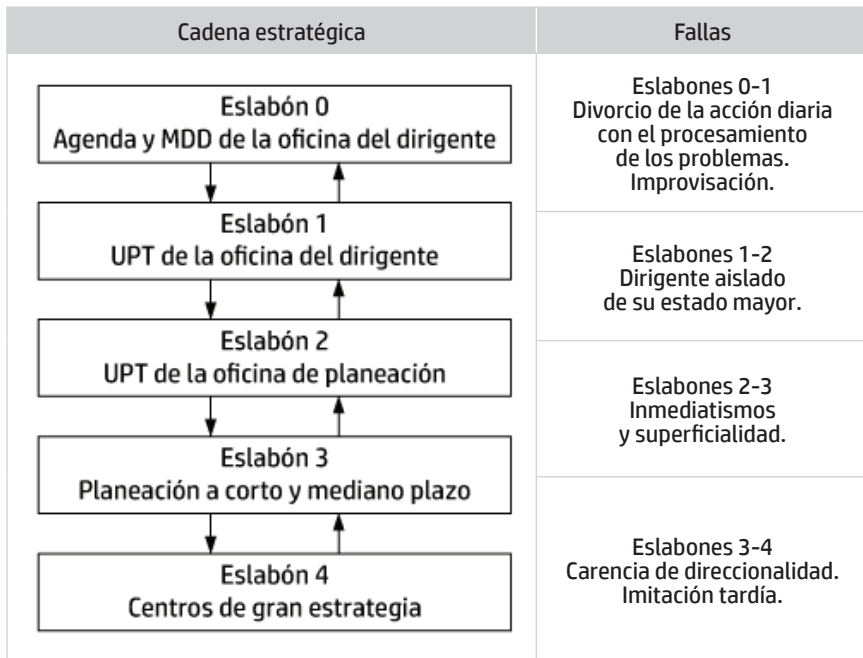 Cadena estratégica
Fallas
Eslabón 0
Agenda y MDD de la oficina del dirigente
Eslabón 1
UPT de la oficina del dirigente
Eslabón 2
UPT de la oficina de planeación
Eslabón 3
Planeación a corto y mediano plazo
Eslabón 4
Centros de gran estrategia
Eslabones 0-1
Divorcio de la acción diaria
con el procesamiento
de los problemas.
Improvisación.
Eslabones 1-2
Dirigente aislado
de su estado mayor.
Eslabones 2-3
Inmediatismos
y superficialidad.
Eslabones 3-4
Carencia de direccionalidad.
Imitación tardía.